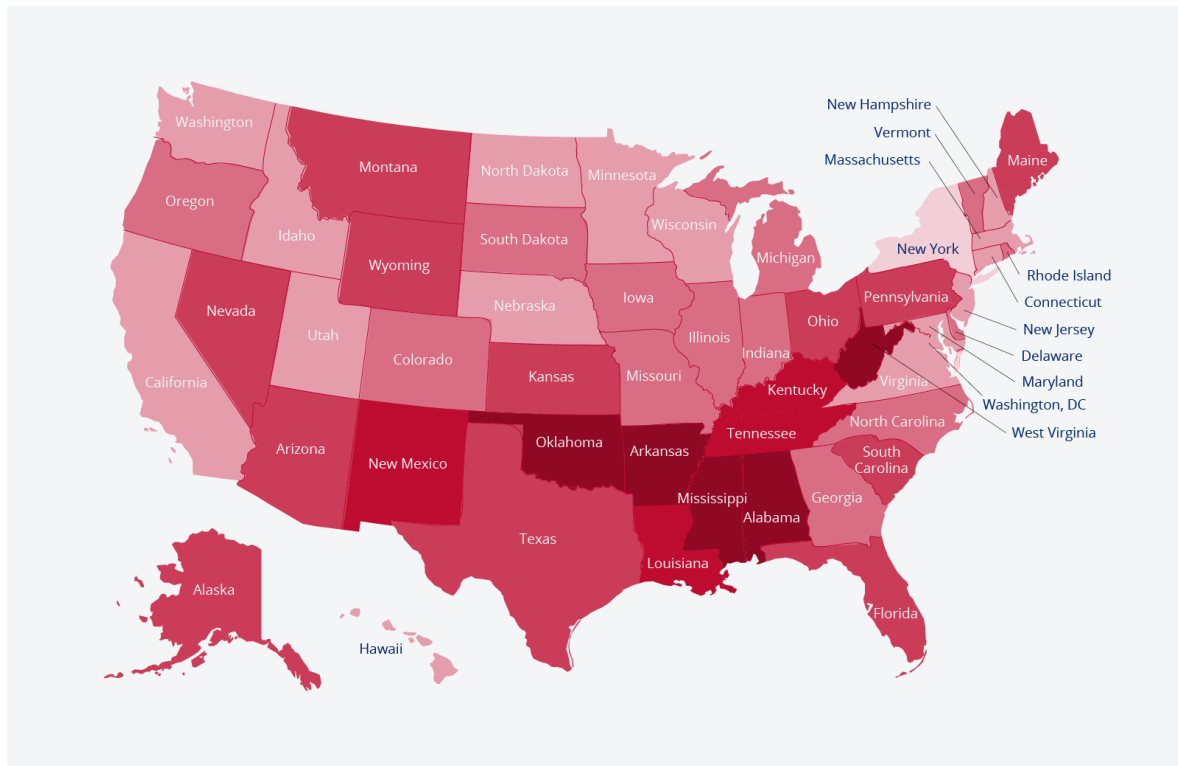 New Hampshire
Vermont
Massachusetts
Washington
Montana
North Dakota
Minnesota
Maine
Oregon
Idaho
Wyoming
South Dakota
Wisconsin
Michigan
New York
Rhode Island
Connecticut
New Jersey
Delaware
Maryland
Washington, DC
West Virginia
Nevada
Utah
Colorado
Nebraska
Iowa
Illinois
Indiana
Ohio
Pennsylvania
California
Kansas
Missouri
Kentucky
Virginia
Arizona
New Mexico
Oklahoma
Arkansas
Tennessee
North Carolina
South
Carolina
Texas
Louisiana
Mississippi
Alabama
Georgia
Florida
Alaska
Hawaii